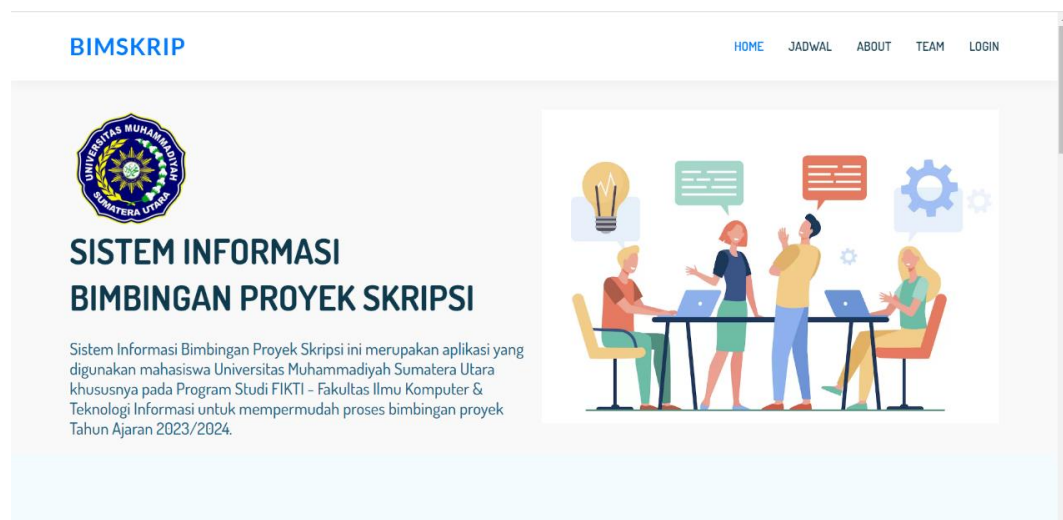 BIMSKRIP
HOME JADWAL ABOUT TEAM LOGIN
UNIVERSITAS MUHAMMADIYAH
SUMATERA UTARA
SISTEM INFORMASI
BIMBINGAN PROYEK SKRIPSI
Sistem Informasi Bimbingan Proyek Skripsi ini merupakan aplikasi yang
digunakan mahasiswa Universitas Muhammadiyah Sumatera Utara
khususnya pada Program Studi FIKTI - Fakultas Ilmu Komputer &
Teknologi Informasi untuk mempermudah proses bimbingan proyek
Tahun Ajaran 2023/2024.